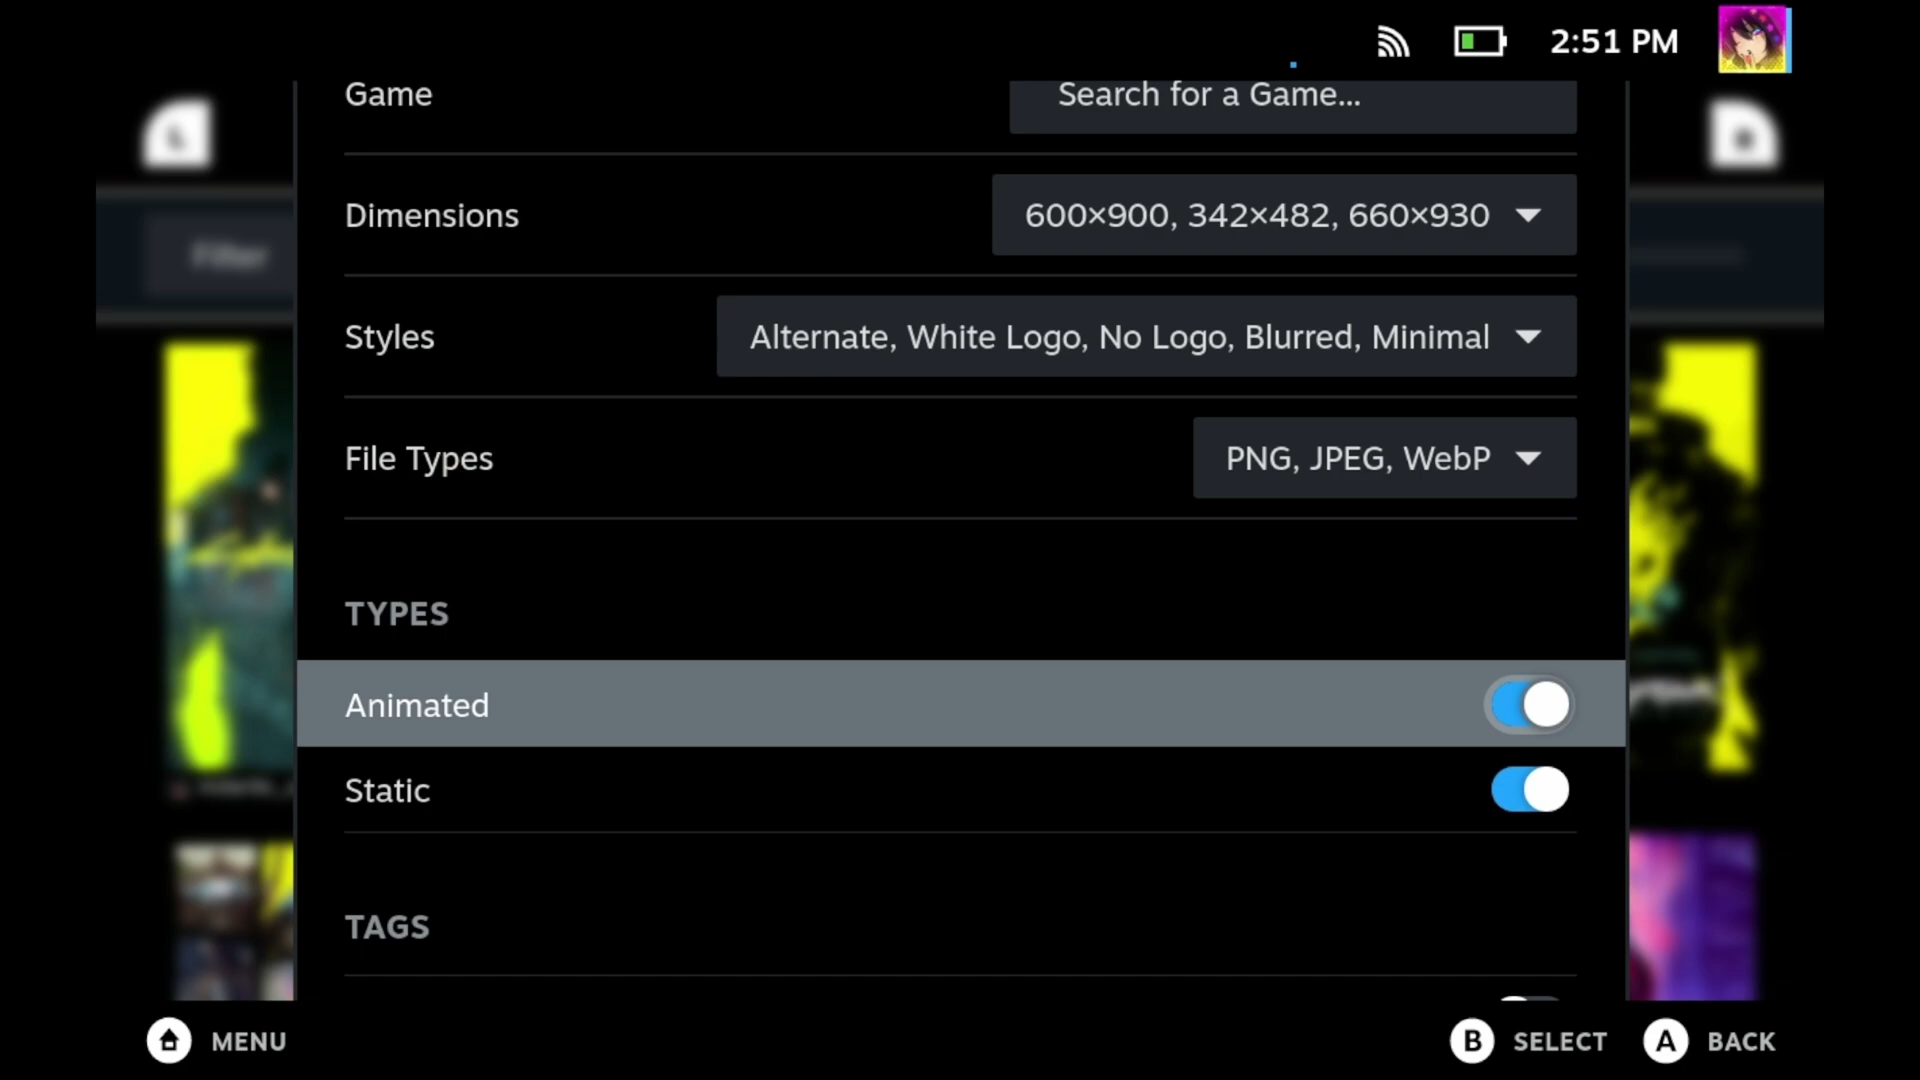 2:51 PM
Game
Search for a Game...
Filter
Dimensions
600×900, 342×482, 660×930
Styles
Alternate, White Logo, No Logo, Blurred, Minimal
File Types
PNG, JPEG, WebP
TYPES
Animated
Static
TAGS
MENU
B SELECT
A BACK